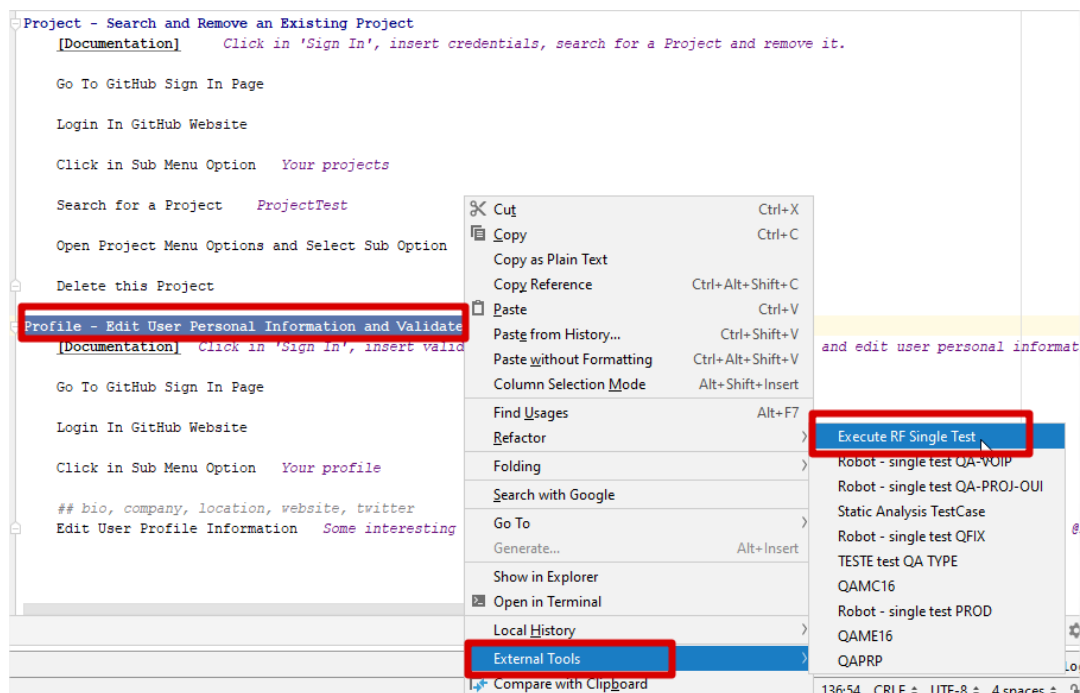 Project - Search and Remove an Existing Project
[Documentation] Click in 'Sign In', insert credentials, search for a Project and remove it.
Go To GitHub Sign In Page
Login In GitHub Website
Click in Sub Menu Option Your projects
Search for a Project ProjectTest
Open Project Menu Options and Select Sub Option
Delete this Project
Profile - Edit User Personal Information and Validate
[Documentation] Click in 'Sign In', insert valid and edit user personal informat
Go To GitHub Sign In Page
Login In GitHub Website
Click in Sub Menu Option Your profile
## bio, company, location, website, twitter
Edit User Profile Information Some interesting
Cut Ctrl+X
Copy Ctrl+C
Copy as Plain Text
Copy Reference Ctrl+Alt+Shift+C
Paste Ctrl+V
Paste from History... Ctrl+Shift+V
Paste without Formatting Ctrl+Alt+Shift+V
Column Selection Mode Alt+Shift+Insert
Find Usages Alt+F7
Refactor
Folding
Search with Google
Go To
Generate... Alt+Insert
Show in Explorer
Open in Terminal
Local History
External Tools
Compare with Clipboard
Execute RF Single Test
Robot - single test QA-VOIP
Robot - single test QA-PROJ-OUI
Static Analysis TestCase
Robot - single test QFIX
TESTE test QA TYPE
QAMC16
Robot - single test PROD
QAME16
QAPRP
136:54 CRLF UTF-8 4 spaces